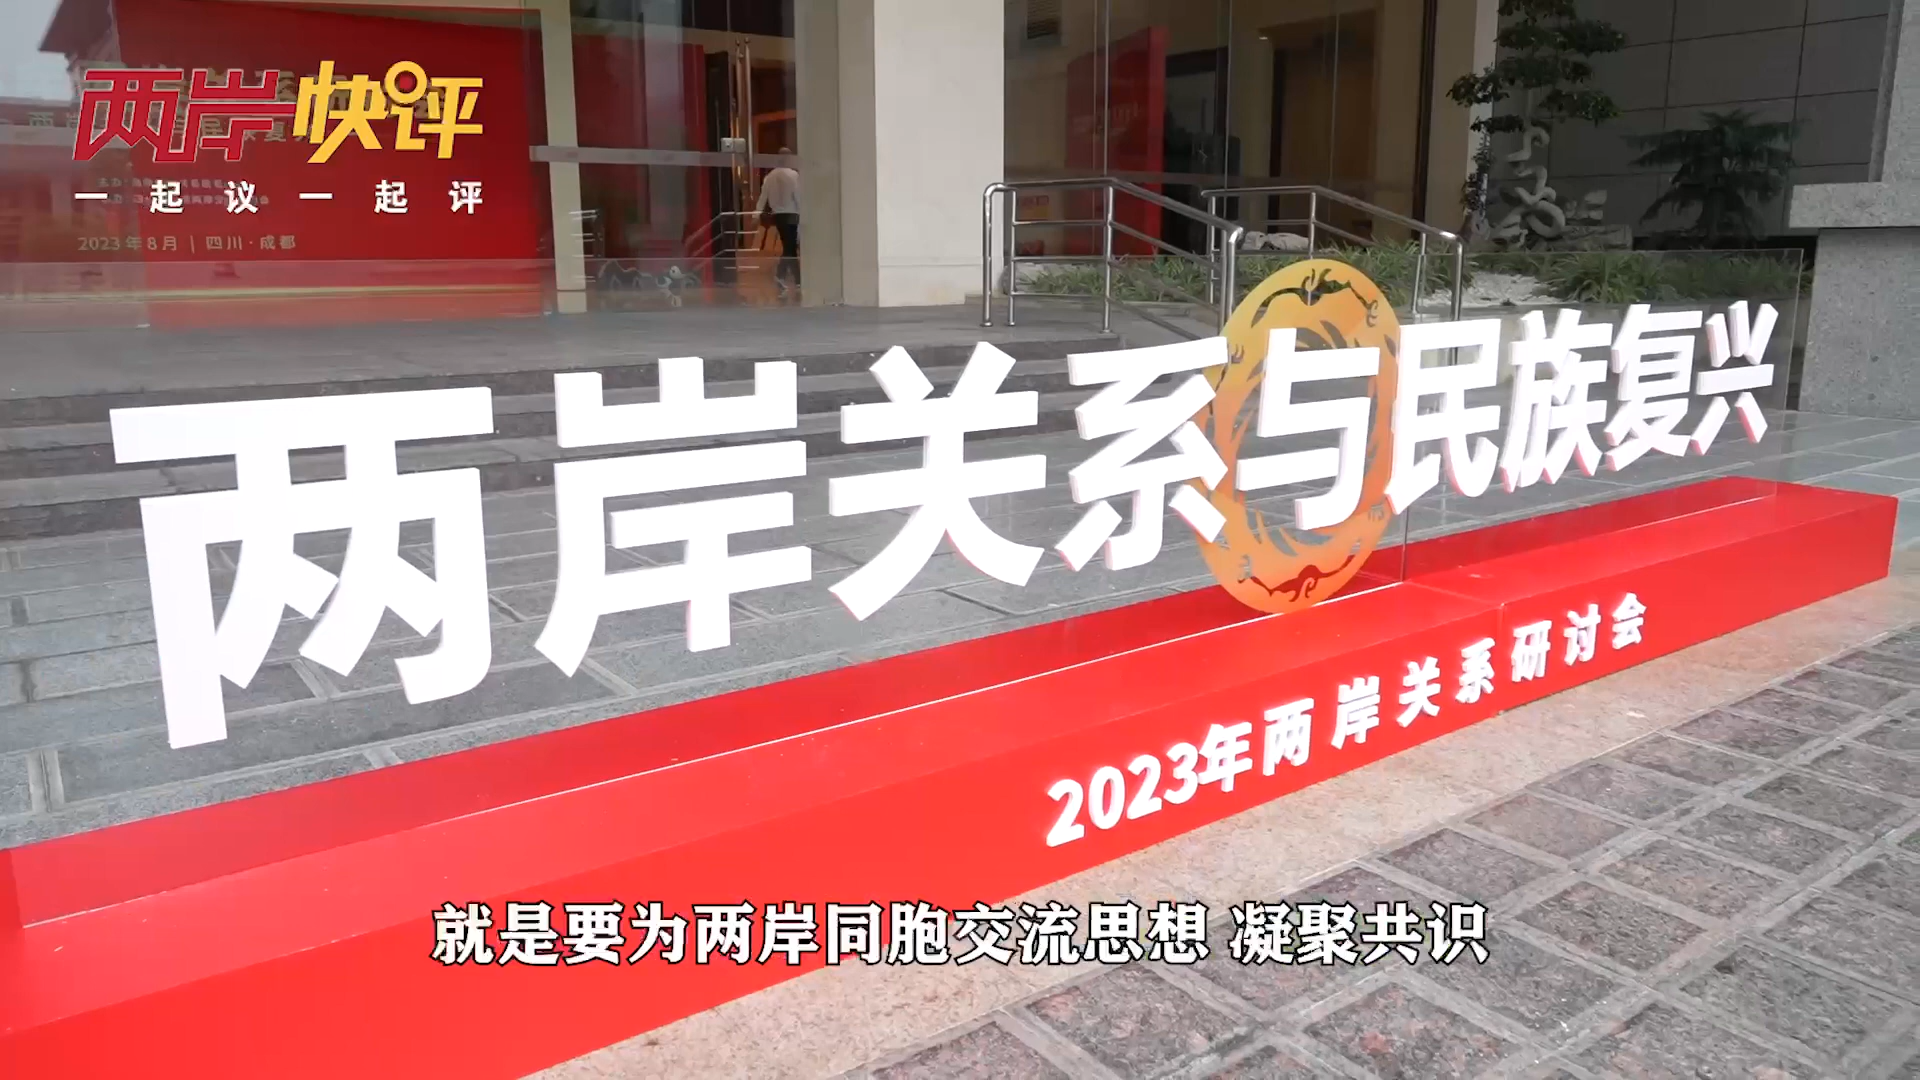 两岸快评
一起议一起评
2023年8月 | 四川·成都
两岸关系与民族复兴
2023年两岸关系研讨会
就是要为两岸同胞交流思想 凝聚共识